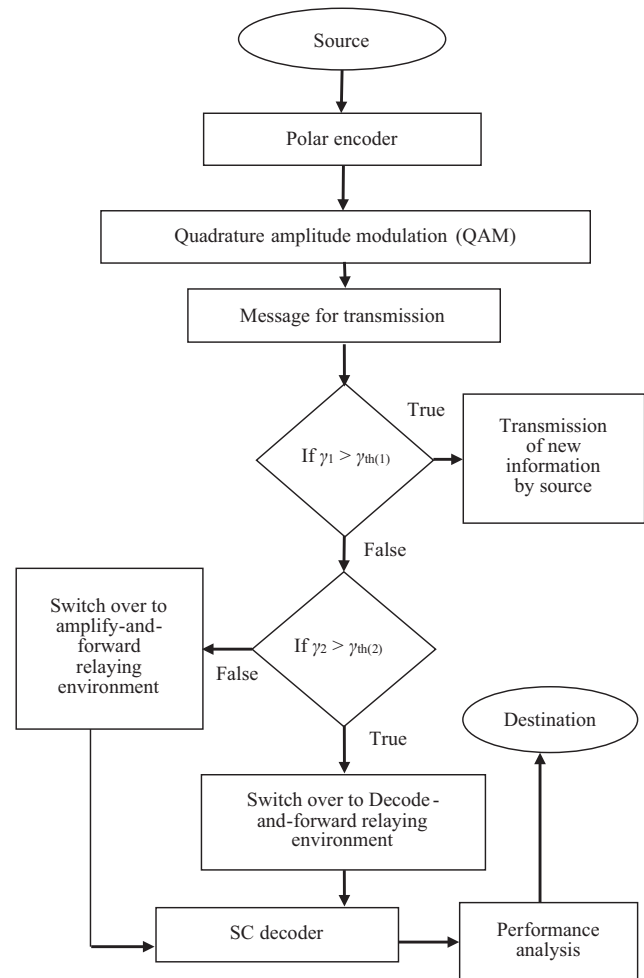 Source
Polar encoder
Quadrature amplitude modulation (QAM)
Message for transmission
True
If γ1 > γth(1)
Transmission
of new
information
by source
False
Switch over to
amplify-and-
forward
relaying
environment
If γ2 > γth(2)
False
True
Destination
Switch over to Decode-
and-forward relaying
environment
SC decoder
Performance
analysis